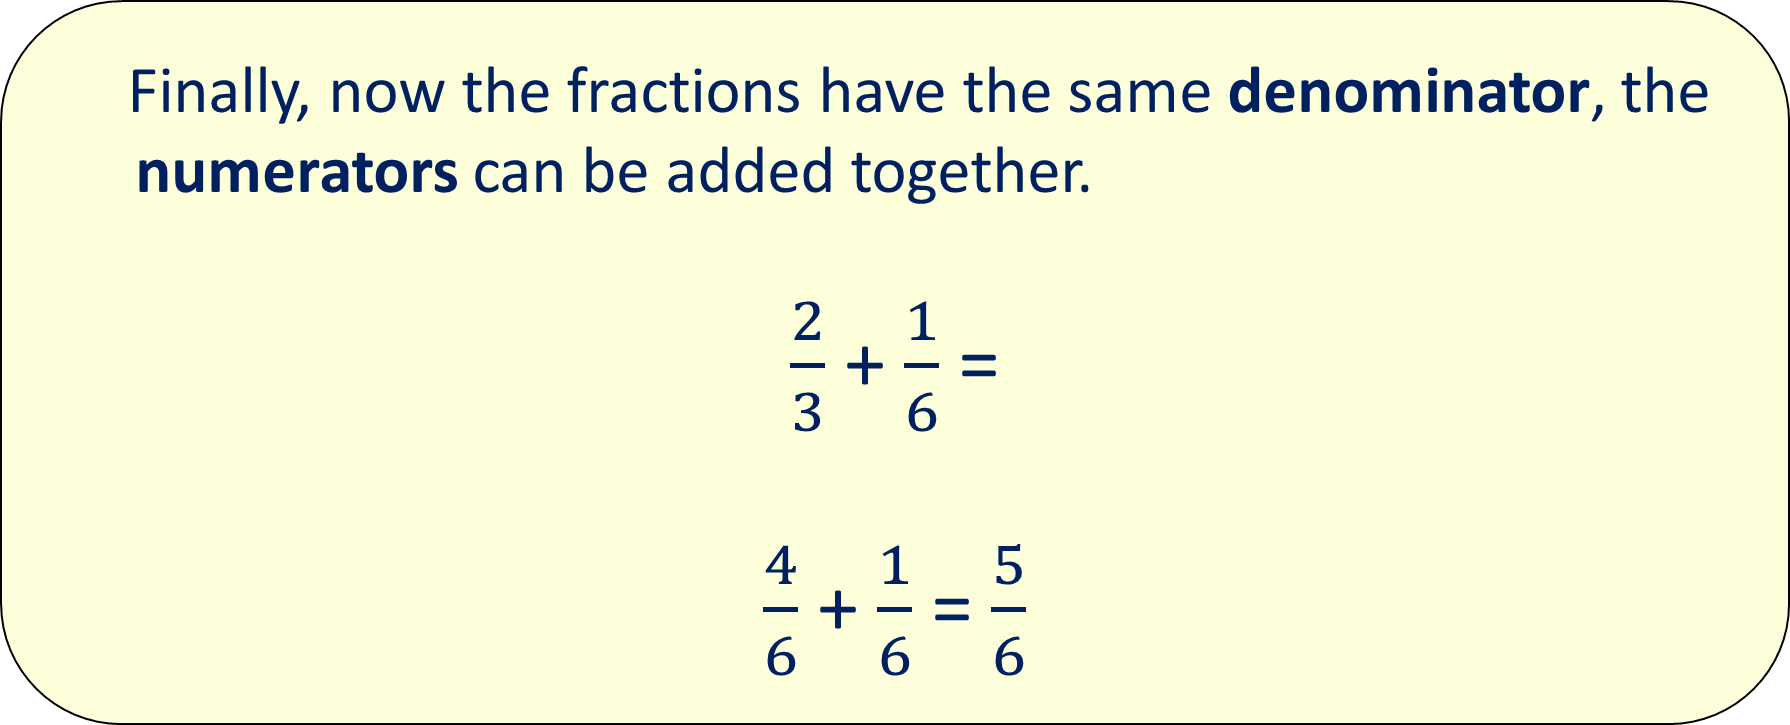 Finally, now the fractions have the same denominator, the
numerators can be added together.
2/3 + 1/6 =
4/6 + 1/6 = 5/6